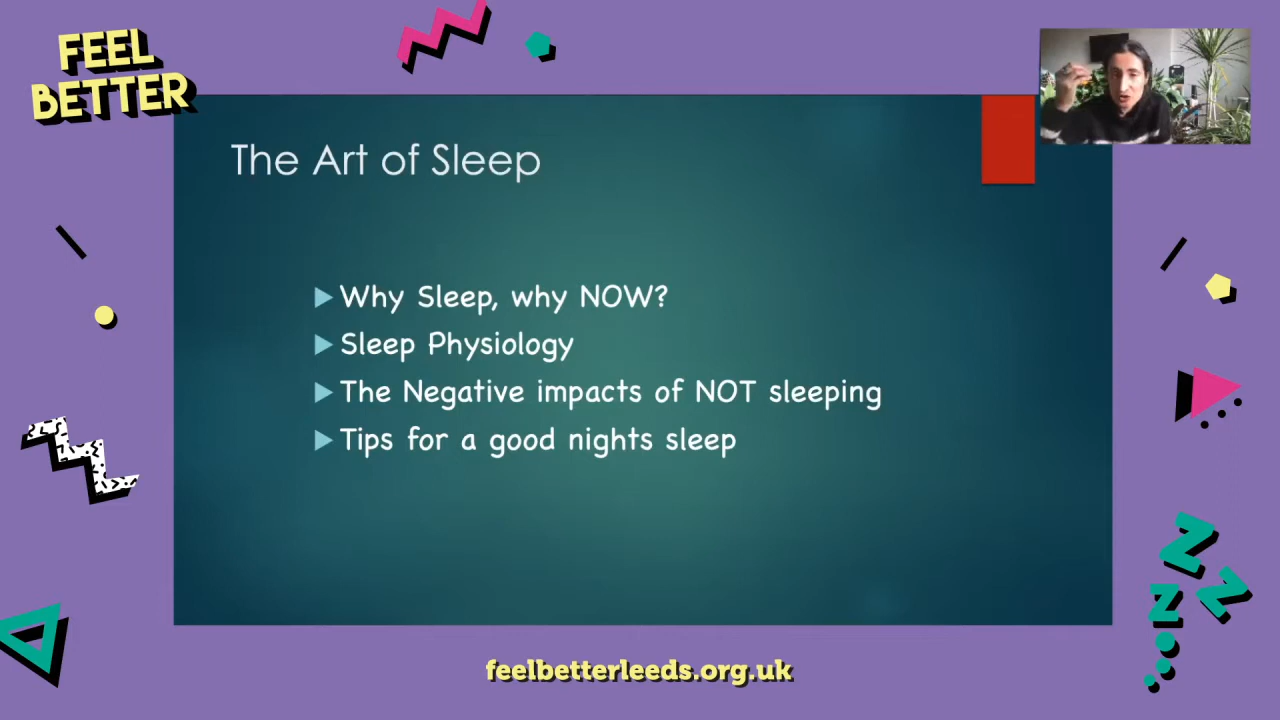 FEEL
BETTER
The Art of Sleep
Why Sleep, why NOW?
Sleep Physiology
The Negative impacts of NOT sleeping
Tips for a good nights sleep
Z
Z
Z
feelbetterleeds.org.uk